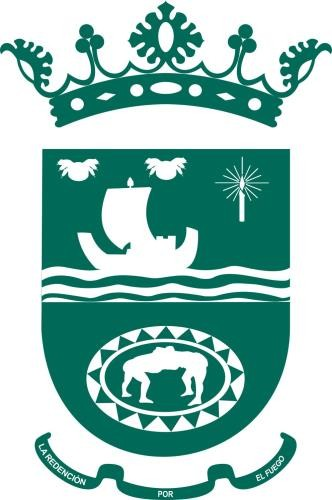 LA REDENCIÓN
POR
EL FUEGO